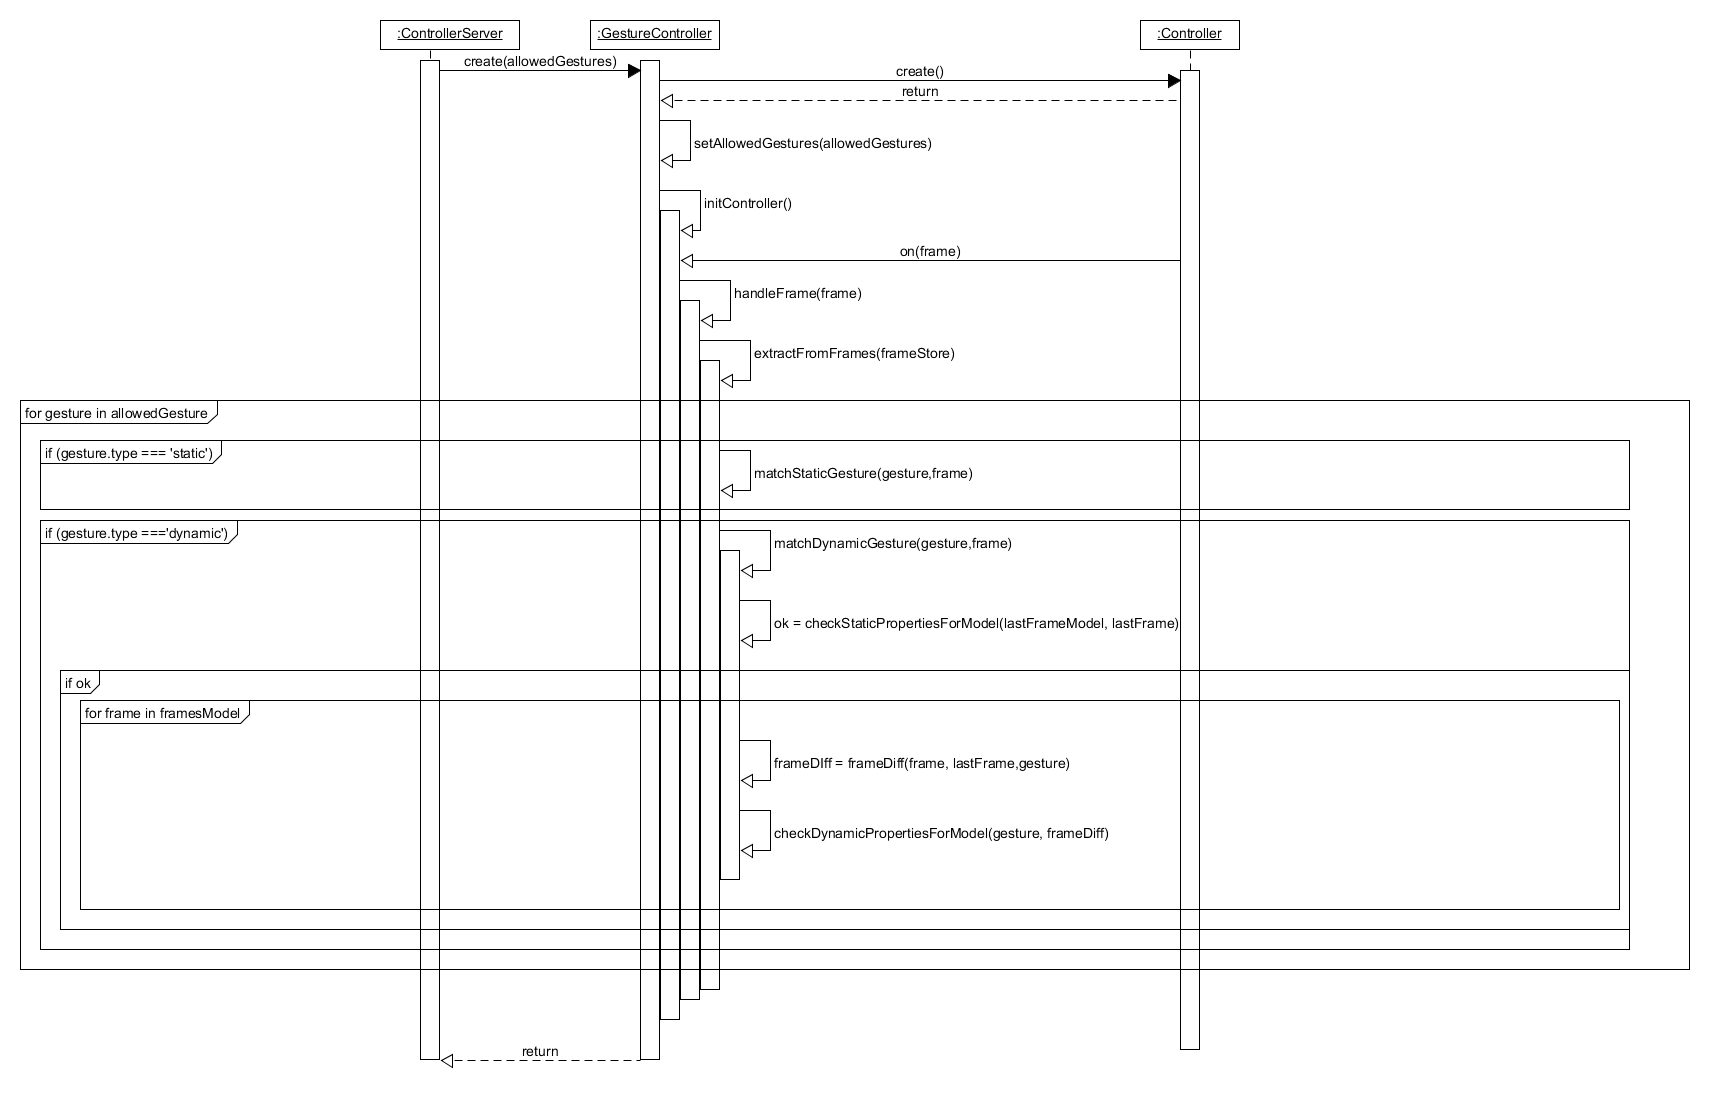 :ControllerServer
:GestureController
:Controller
create(allowedGestures)
create()
return
setAllowedGestures(allowedGestures)
initController()
on(frame)
handleFrame(frame)
extractFromFrames(frameStore)
for gesture in allowedGesture
if (gesture.type === 'static')
matchStaticGesture(gesture,frame)
if (gesture.type ==='dynamic')
matchDynamicGesture(gesture,frame)
ok = checkStaticPropertiesForModel(lastFrameModel, lastFrame)
if ok
for frame in framesModel
frameDIff = frameDiff(frame, lastFrame,gesture)
checkDynamicPropertiesForModel(gesture, frameDiff)
return